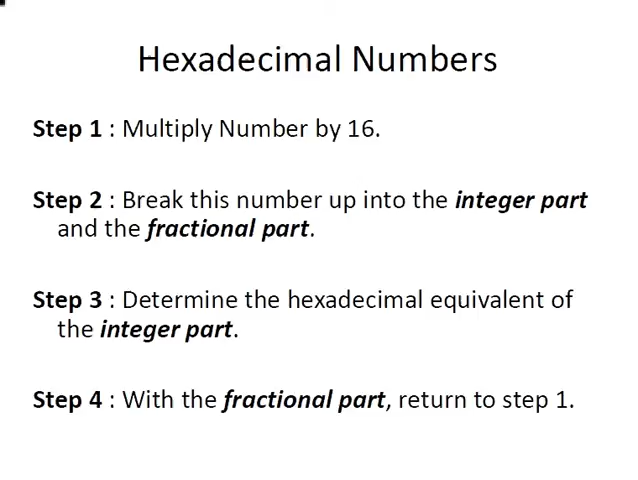 Hexadecimal Numbers
Step 1 : Multiply Number by 16.
Step 2 : Break this number up into the integer part
and the fractional part.
Step 3 : Determine the hexadecimal equivalent of
the integer part.
Step 4 : With the fractional part, return to step 1.